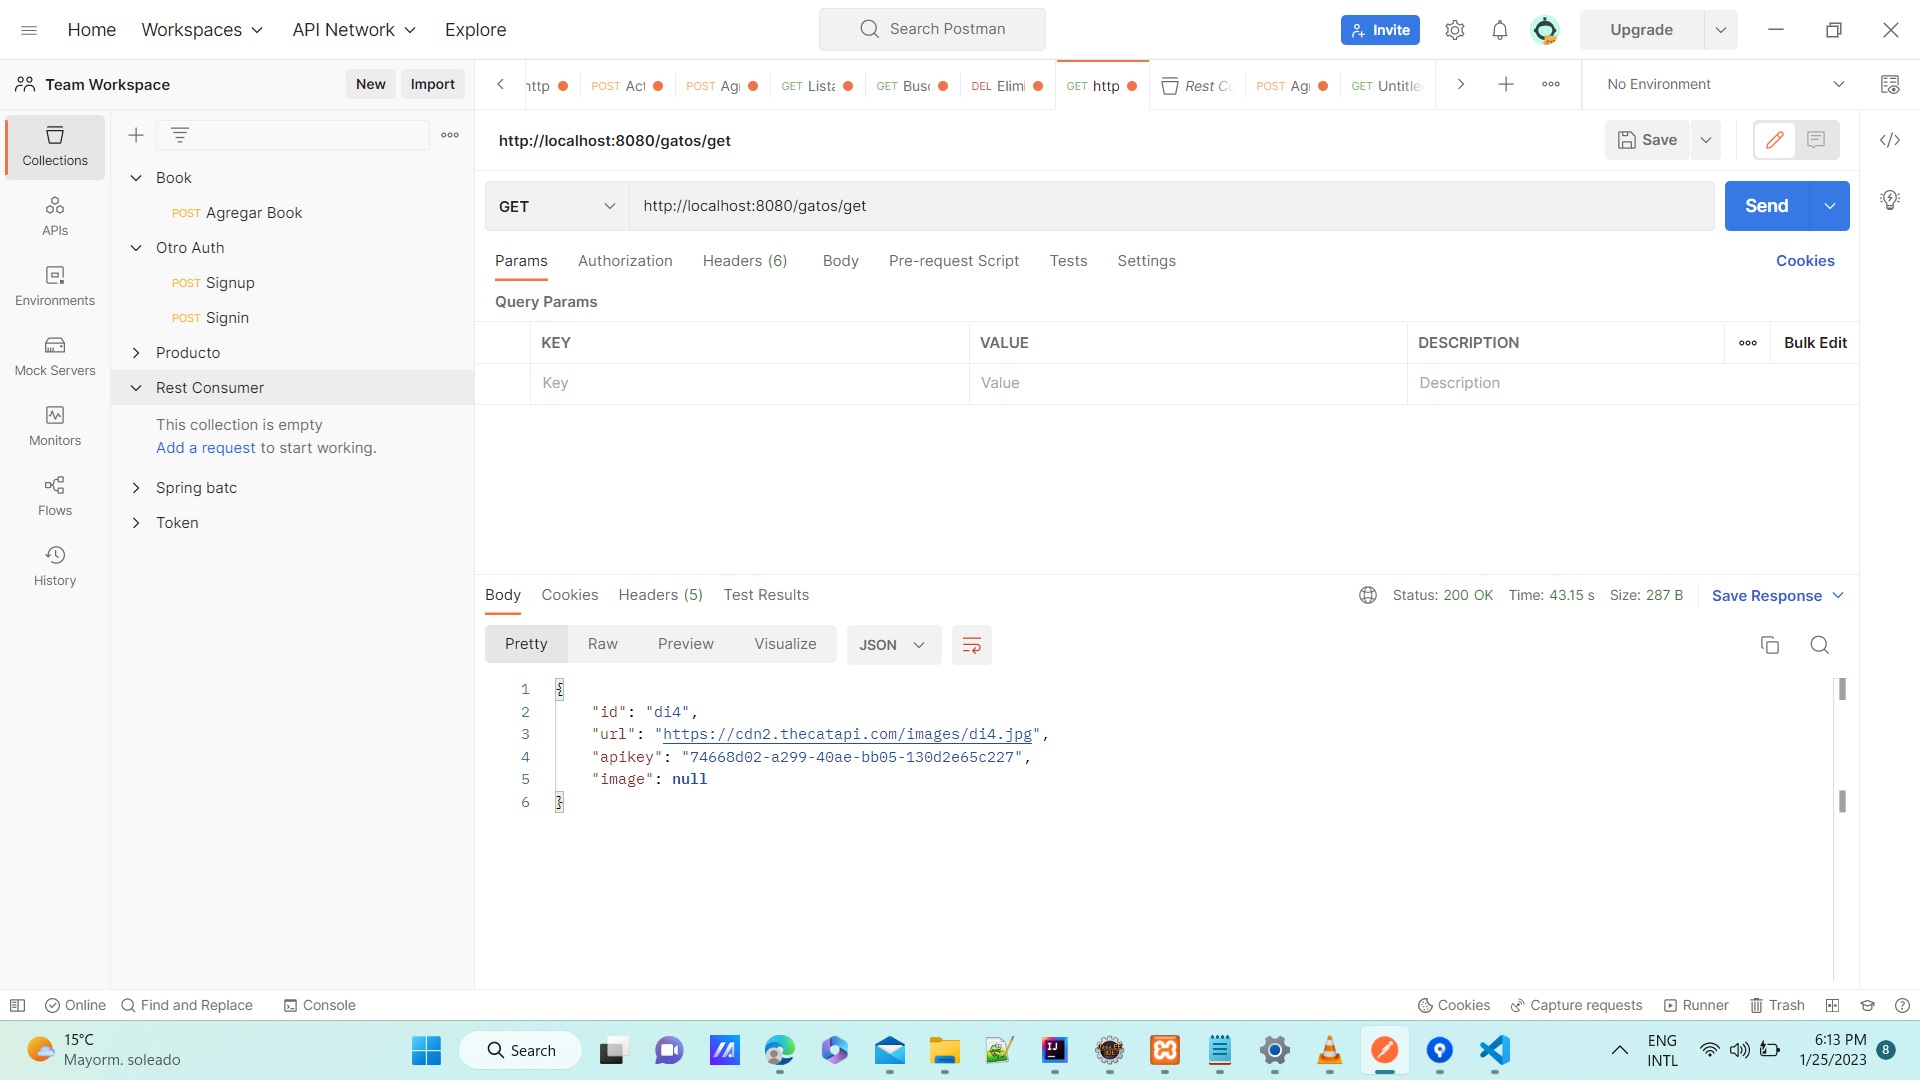 Home Workspaces API Network Explore Search Postman Invite Upgrade
Team Workspace New Import http POST Act POST Agr GET Lista GET Busc DEL Elimi GET http Rest Co POST Agr GET Untitle No Environment
Collections
APIs
Environments
Mock Servers
Monitors
Flows
History
Book
POST Agregar Book
Otro Auth
POST Signup
POST Signin
Producto
Rest Consumer
This collection is empty
Add a request to start working.
Spring batc
Token
http://localhost:8080/gatos/get Save
GET http://localhost:8080/gatos/get Send
Params Authorization Headers (6) Body Pre-request Script Tests Settings Cookies
Query Params
KEY VALUE DESCRIPTION Bulk Edit
Key Value Description
Body Cookies Headers (5) Test Results Status: 200 OK Time: 43.15 s Size: 287 B Save Response
Pretty Raw Preview Visualize JSON
1 {
2 "id": "di4",
3 "url": "https://cdn2.thecatapi.com/images/di4.jpg",
4 "apikey": "74668d02-a299-40ae-bb05-130d2e65c227",
5 "image": null
6 }
Online Find and Replace Console Cookies Capture requests Runner Trash
15°C
Mayorm. soleado
Search
ENG
INTL
6:13 PM
1/25/2023
8